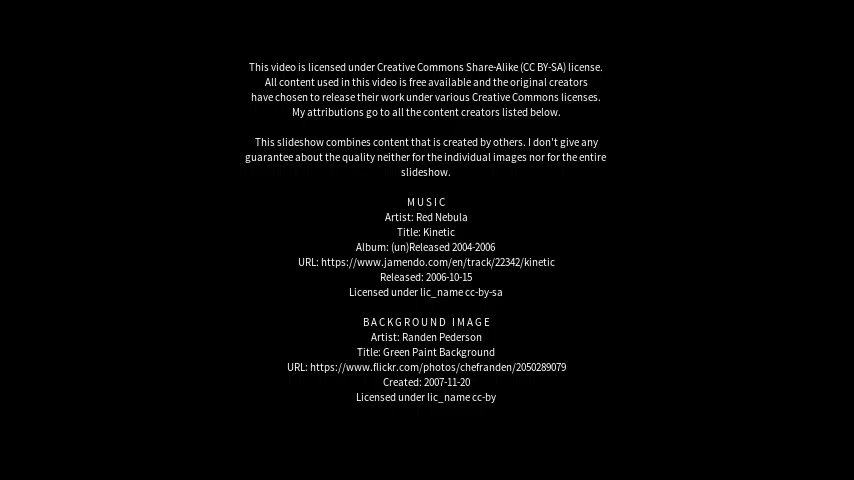 This video is licensed under Creative Commons Share-Alike (CC BY-SA) license.
All content used in this video is free available and the original creators
have chosen to release their work under various Creative Commons licenses.
My attributions go to all the content creators listed below.
This slideshow combines content that is created by others. I don't give any
guarantee about the quality neither for the individual images nor for the entire
slideshow.
MUSIC
Artist: Red Nebula
Title: Kinetic
Album: (un)Released 2004-2006
URL: https://www.jamendo.com/en/track/22342/kinetic
Released: 2006-10-15
Licensed under lic_name cc-by-sa
BACKGROUND IMAGE
Artist: Randen Pederson
Title: Green Paint Background
URL: https://www.flickr.com/photos/chefranden/2050289079
Created: 2007-11-20
Licensed under lic_name cc-by